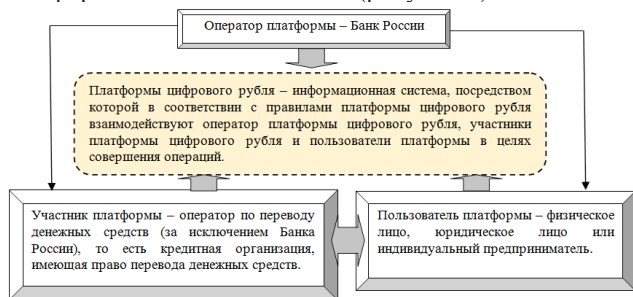 Оператор платформы – Банк России
Платформы цифрового рубля – информационная система, посредством
которой в соответствии с правилами платформы цифрового рубля
взаимодействуют оператор платформы цифрового рубля, участники
платформы цифрового рубля и пользователи платформы в целях
совершения операций.
Участник платформы – оператор по переводу
денежных средств (за исключением Банка
России), то есть кредитная организация,
имеющая право перевода денежных средств.
Пользователь платформы – физическое
лицо, юридическое лицо или
индивидуальный предприниматель.